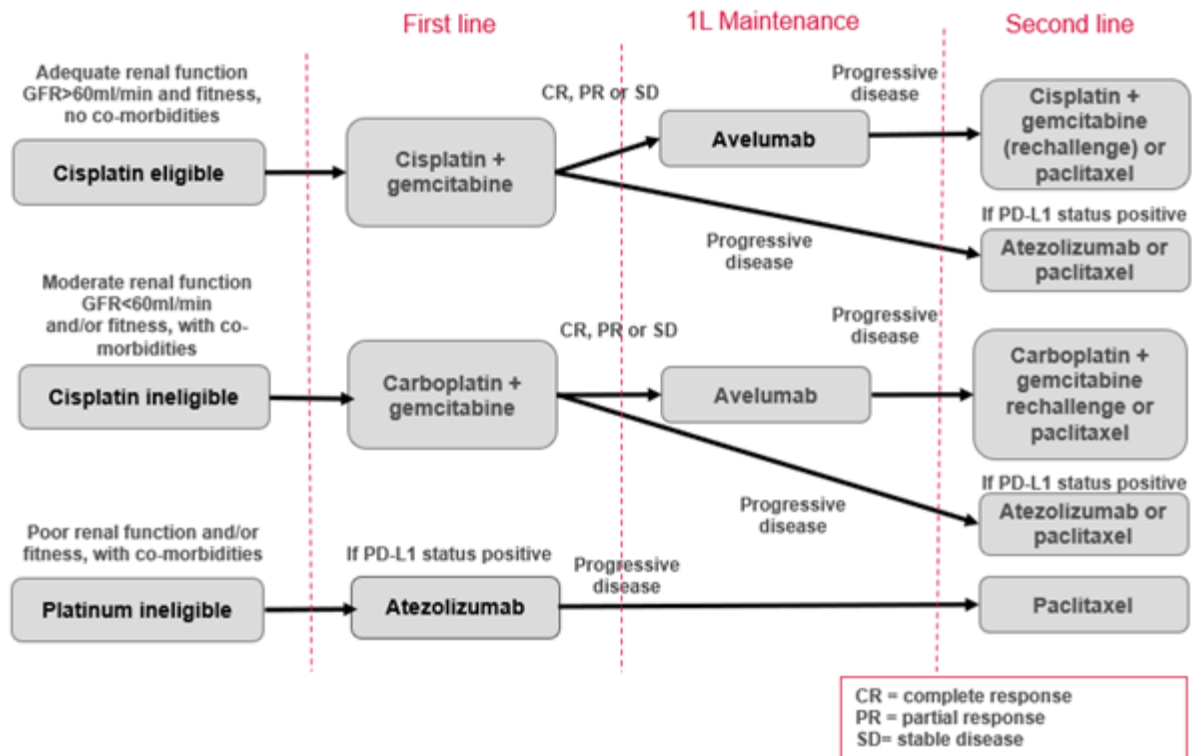 First line
1L Maintenance
Second line
Adequate renal function
GFR>60ml/min and fitness,
no co-morbidities
Cisplatin eligible
Cisplatin +
gemcitabine
CR, PR or SD
Avelumab
Progressive
disease
Cisplatin +
gemcitabine
(rechallenge) or
paclitaxel
Progressive
disease
If PD-L1 status positive
Atezolizumab or
paclitaxel
Moderate renal function
GFR<60ml/min
and/or fitness, with co-
morbidities
Cisplatin ineligible
Carboplatin +
gemcitabine
CR, PR or SD
Avelumab
Progressive
disease
Carboplatin +
gemcitabine
rechallenge or
paclitaxel
Progressive
disease
If PD-L1 status positive
Atezolizumab or
paclitaxel
Poor renal function and/or
fitness, with co-morbidities
Platinum ineligible
If PD-L1 status positive
Atezolizumab
Progressive
disease
Paclitaxel
CR = complete response
PR = partial response
SD= stable disease